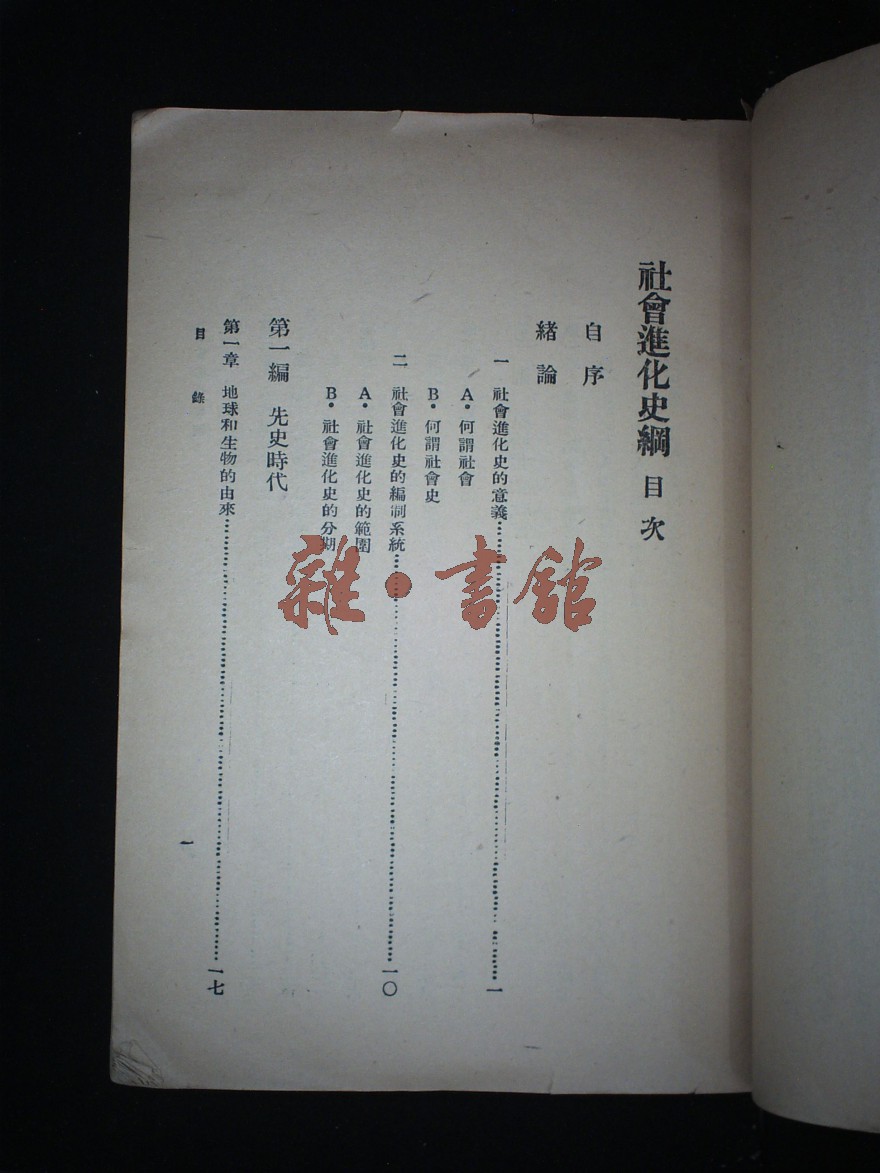 社會進化史綱 目次
自序
緒論
一 社會進化史的意義…………一
A・何謂社會
B・何謂社會史
二 社會進化史的編制系統…………一〇
A・社會進化史的範圍
B・社會進化史的分期
第一編 先史時代
第一章 地球和生物的由來…………一七
目錄
一
雜・書館